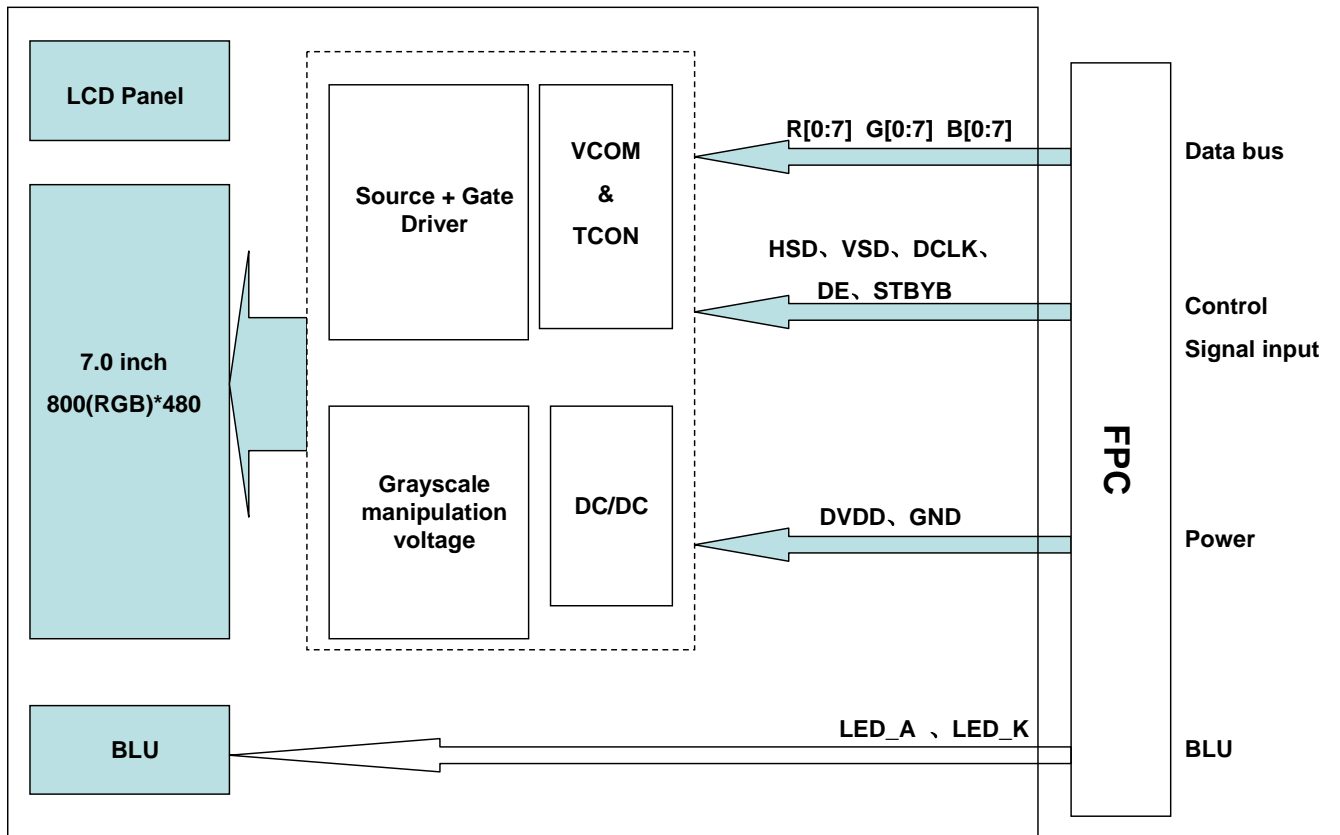 LCD Panel
7.0 inch
800(RGB)*480
BLU
Source + Gate
Driver
VCOM
&
TCON
Grayscale
manipulation
voltage
DC/DC
R[0:7] G[0:7] B[0:7]
HSD、VSD、DCLK、
DE、STBYB
DVDD、GND
LED_A 、LED_K
FPC
Data bus
Control
Signal input
Power
BLU